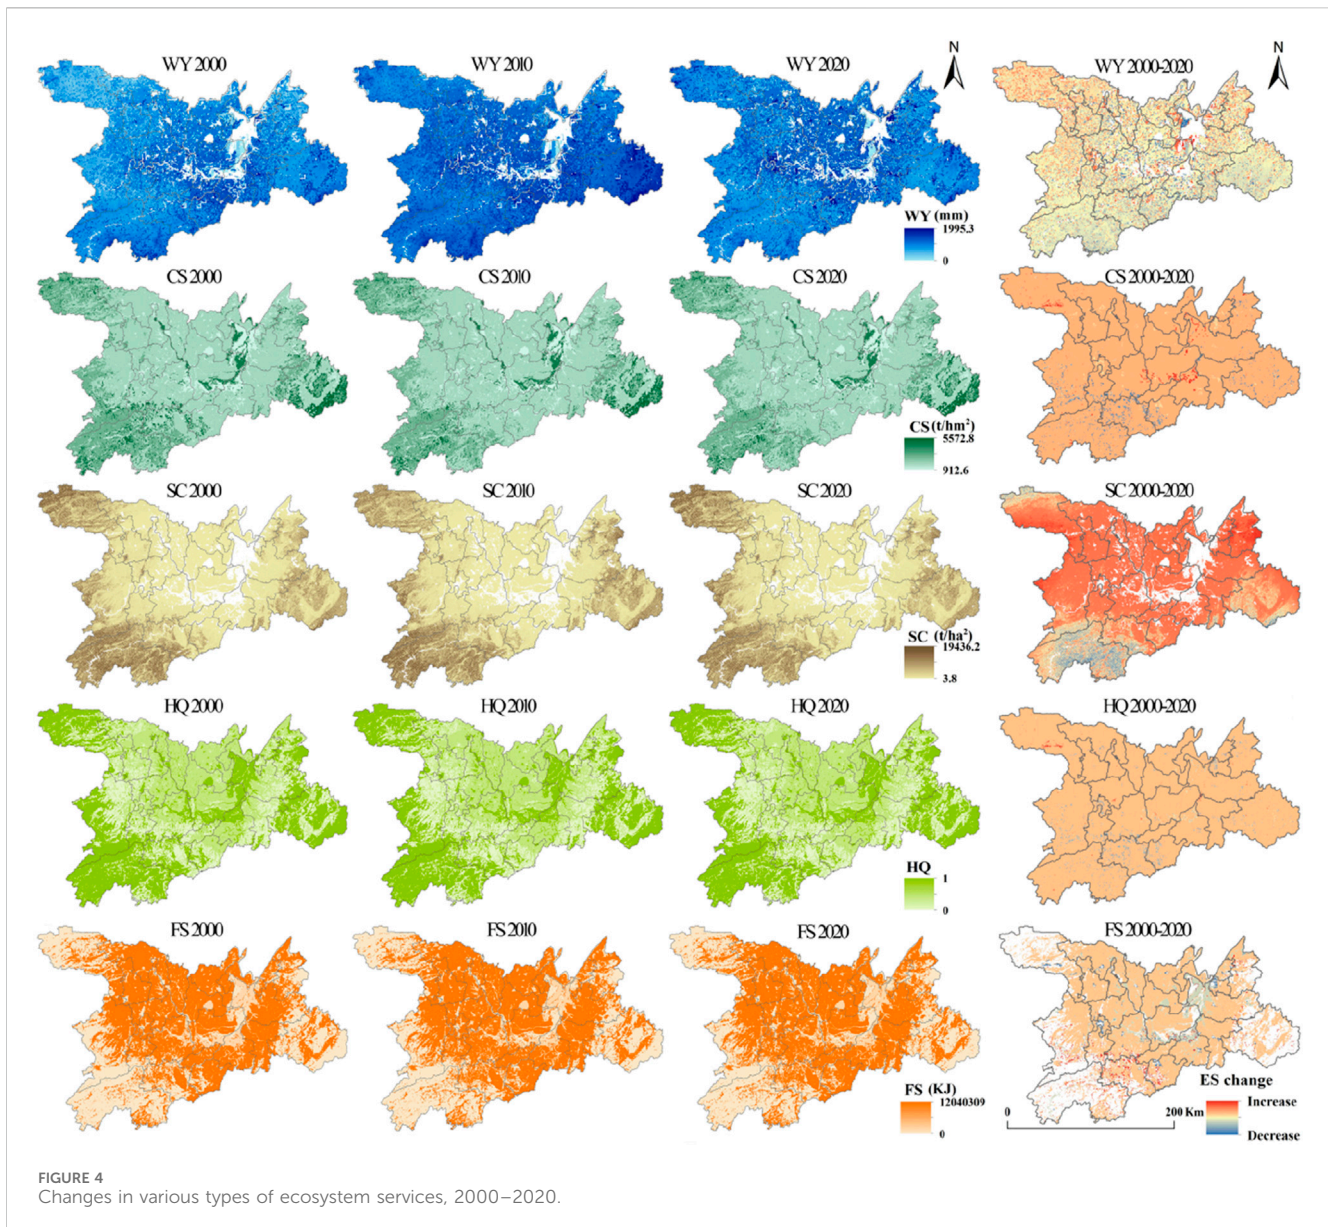 WY 2000
WY 2010
WY 2020
N
WY 2000-2020
N
WY (mm)
1995.3
0
CS 2000
CS 2010
CS 2020
CS 2000-2020
CS (t/hm²)
5572.8
912.6
SC 2000
SC 2010
SC 2020
SC 2000-2020
SC (t/ha²)
19436.2
3.8
HQ 2000
HQ 2010
HQ 2020
HQ 2000-2020
HQ
1
0
FS 2000
FS 2010
FS 2020
FS 2000-2020
FS (KJ)
12040309
0
ES change
Increase
Decrease
0
200 Km
FIGURE 4
Changes in various types of ecosystem services, 2000–2020.